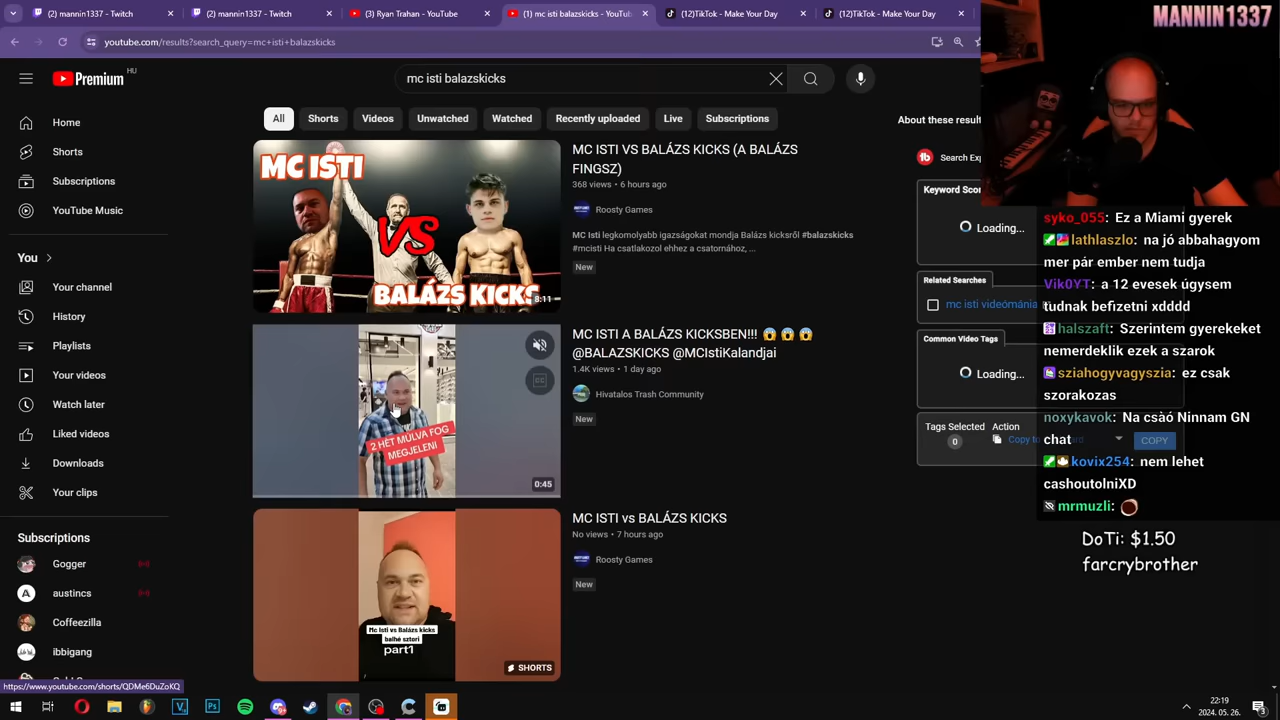 (2) mannin1337 - Twitch
(2) mannin1337 - Twitch
(3) Ryan Trahan - YouTube
(1) mc isti balazskicks - YouTub
(12)TikTok - Make Your Day
(12)TikTok - Make Your Day
MANNIN1337
youtube.com/results?search_query=mc+isti+balazskicks
Premium HU
mc isti balazskicks
All
Shorts
Videos
Unwatched
Watched
Recently uploaded
Live
Subscriptions
About these result
Home
Shorts
Subscriptions
YouTube Music
You
Your channel
History
Playlists
Your videos
Watch later
Liked videos
Downloads
Your clips
Subscriptions
Gogger
austincs
Coffeezilla
ibbigang
MC ISTI
VS
BALÁZS KICKS
8:11
MC ISTI VS BALÁZS KICKS (A BALÁZS
FINGSZ)
368 views • 6 hours ago
Roosty Games
MC Isti legkomolyabb igazságokat mondja Balázs kicksről #balazskicks
#mcisti Ha csatlakozol ehhez a csatornához, ...
New
2 HÉT MÚLVA FOG
MEGJELENI
0:45
MC ISTI A BALÁZS KICKSBEN!!! 😱 😱 😱
@BALAZSKICKS @MCIstiKalandjai
1.4K views • 1 day ago
Hivatalos Trash Community
New
Mc Isti vs Balázs kicks
balhé sztori
part1
SHORTS
MC ISTI vs BALÁZS KICKS
No views • 7 hours ago
Roosty Games
New
Search Exp
Keyword Scor
Loading...
Related Searches
mc isti videómánia
Common Video Tags
Loading...
Tags Selected
0
Action
Copy to
COPY
syko_055: Ez a Miami gyerek
lathlaszlo: na jó abbahagyom
mer pár ember nem tudja
Vik0YT: a 12 evesek úgysem
tudnak befizetni xdddd
halszaft: Szerintem gyerekeket
nemerdeklik ezek a szarok
sziahogyvagyszia: ez csak
szorakozas
noxykavok: Na csàó Ninnam GN
chat
kovix254: nem lehet
cashoutolniXD
mrmuzli:
DoTi: $1.50
farcrybrother
https://www.youtube.com/shorts/QDMe6DuZoKQ
22:19
2024. 05. 26.
3